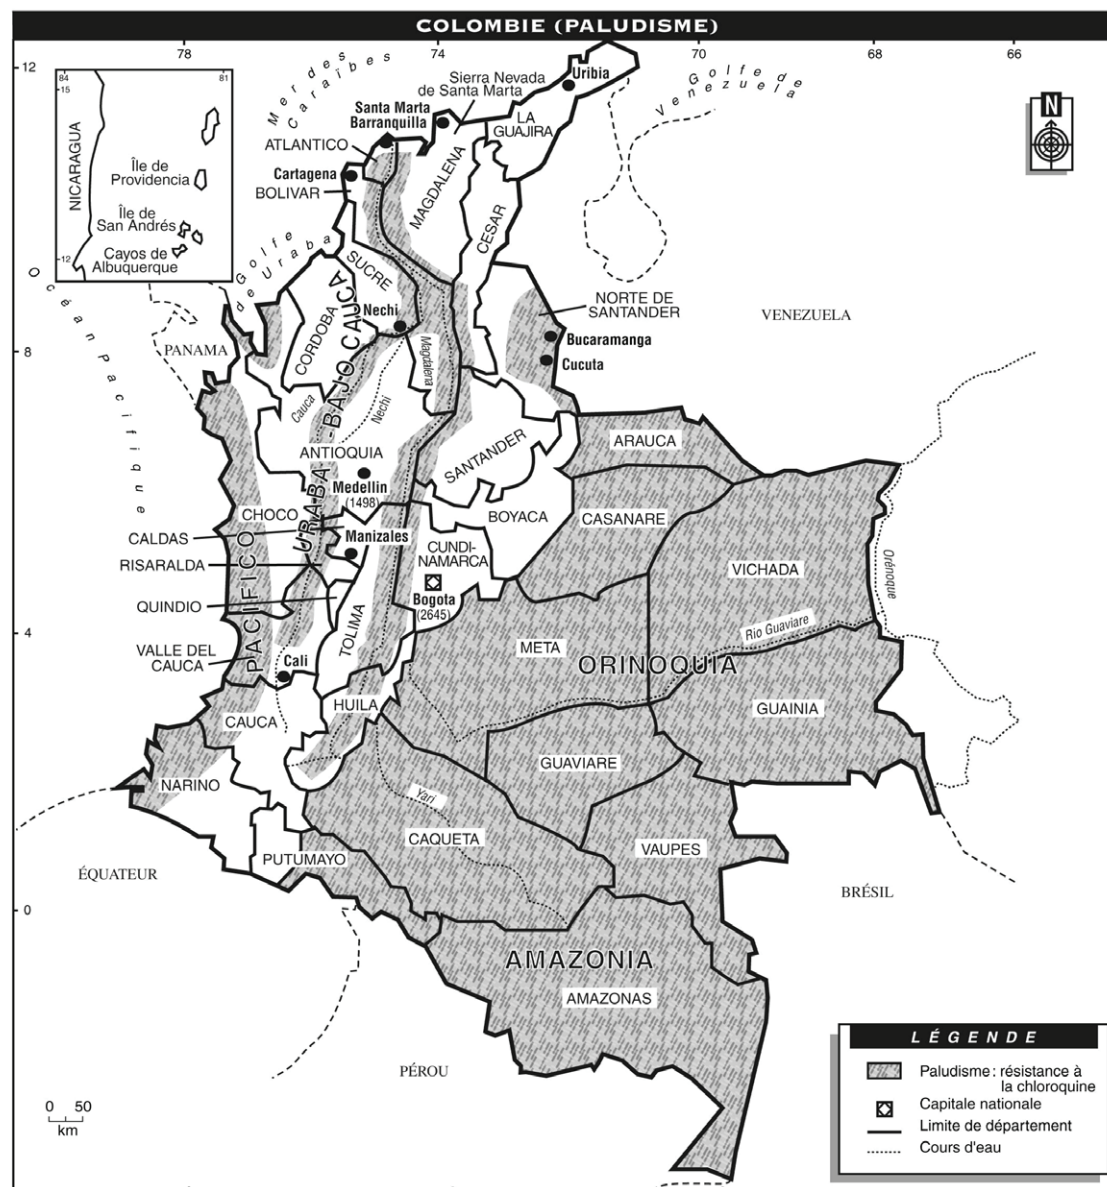 COLOMBIE (PALUDISME)
78
74
70
68
66
12
8
4
0
84
81
15
12
NICARAGUA
Île de
Providencia
Île de
San Andrés
Cayos de
Albuquerque
Mer des
Caraïbes
Golfe de
Venezuela
Golfe
de Uraba
Océan Pacifique
N
Sierra Nevada
de Santa Marta
Uribia
Santa Marta
Barranquilla
LA
GUAJIRA
ATLANTICO
Cartagena
BOLIVAR
MAGDALENA
CESAR
SUCRE
CORDOBA
Nechi
NORTE DE
SANTANDER
VENEZUELA
PANAMA
Bucaramanga
Cucuta
Magdalena
Cauca
Nechi
URABA - BAJO CAUCA
ANTIOQUIA
SANTANDER
ARAUCA
Medellin
(1498)
CHOCO
BOYACA
CASANARE
CALDAS
Manizales
CUNDI-
NAMARCA
RISARALDA
VICHADA
Orénoque
QUINDIO
Bogota
(2645)
PACIFICO
TOLIMA
Rio Guaviare
VALLE DEL
CAUCA
META
ORINOQUIA
Cali
HUILA
GUAINIA
CAUCA
GUAVIARE
NARINO
Yari
CAQUETA
VAUPES
PUTUMAYO
ÉQUATEUR
BRÉSIL
AMAZONIA
AMAZONAS
PÉROU
0 50
km
LÉGENDE
Paludisme : résistance à
la chloroquine
Capitale nationale
Limite de département
Cours d'eau